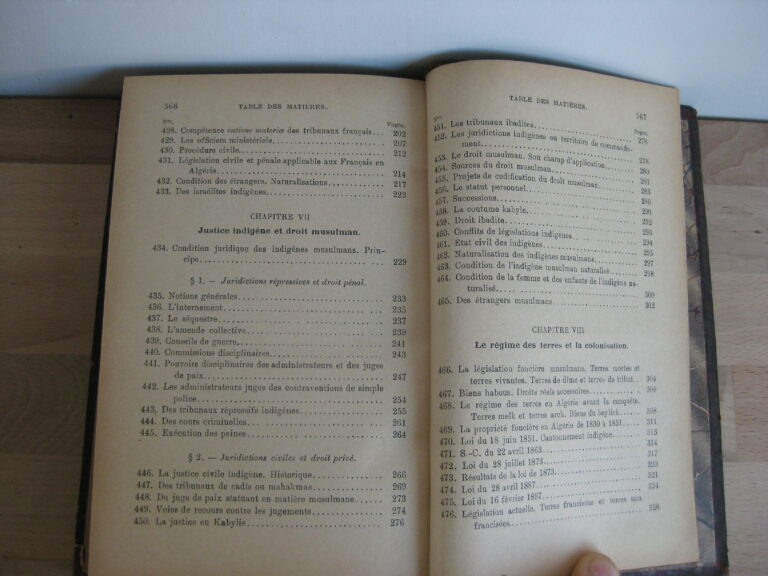 566
TABLE DES MATIÈRES.
Nos
Pages.
428. Compétence ratione materiæ des tribunaux français... 202
429. Les officiers ministériels 207
430. Procédure civile 212
431. Législation civile et pénale applicable aux Français en
Algérie 214
432. Condition des étrangers. Naturalisations 217
433. Des israélites indigènes 223
CHAPITRE VII
Justice indigène et droit musulman.
434. Condition juridique des indigènes musulmans. Prin-
cipe 229
§ 1. — Juridictions répressives et droit pénal.
435. Notions générales 233
436. L'internement 235
437. Le séquestre 237
438. L'amende collective 239
439. Conseils de guerre 241
440. Commissions disciplinaires 243
441. Pouvoirs disciplinaires des administrateurs et des juges
de paix 247
442. Les administrateurs juges des contraventions de simple
police 254
443. Des tribunaux répressifs indigènes 255
444. Des cours criminelles 261
445. Exécution des peines 264
§ 2. — Juridictions civiles et droit privé.
446. La justice civile indigène. Historique 266
447. Des tribunaux de cadis ou mahakmas 269
448. Du juge de paix statuant en matière musulmane 273
449. Voies de recours contre les jugements 274
450. La justice en Kabylie 276
TABLE DES MATIÈRES.
567
Nos
Pages.
451. Les tribunaux ibadites 278
452. Les juridictions indigènes en territoire de commande-
ment 278
453. Le droit musulman. Son champ d'application 280
454. Sources du droit musulman 281
455. Projets de codification du droit musulman 283
456. Le statut personnel 286
457. Successions 290
458. La coutume kabyle 292
459. Droit ibadite 293
460. Conflits de législations indigènes 294
461. Etat civil des indigènes 295
462. Naturalisation des indigènes musulmans 297
463. Condition de l'indigène musulman naturalisé 298
464. Condition de la femme et des enfants de l'indigène na-
turalisé 300
465. Des étrangers musulmans 302
CHAPITRE VIII
Le régime des terres et la colonisation.
466. La législation foncière musulmane. Terres mortes et
terres vivantes. Terres de dîme et terres de tribut 304
467. Biens habous. Droits réels accessoires 306
468. Le régime des terres en Algérie avant la conquête.
Terres melk et terres arch. Biens du beylick 308
469. La propriété foncière en Algérie de 1830 à 1851 311
470. Loi du 18 juin 1851. Cantonnement indigène 313
471. S.-C. du 22 avril 1863 314
472. Loi du 28 juillet 1873 317
473. Résultats de la loi de 1873 320
474. Loi du 28 avril 1887 321
475. Loi du 16 février 1897 324
476. Législation actuelle. Terres francisées et terres non
francisées 328